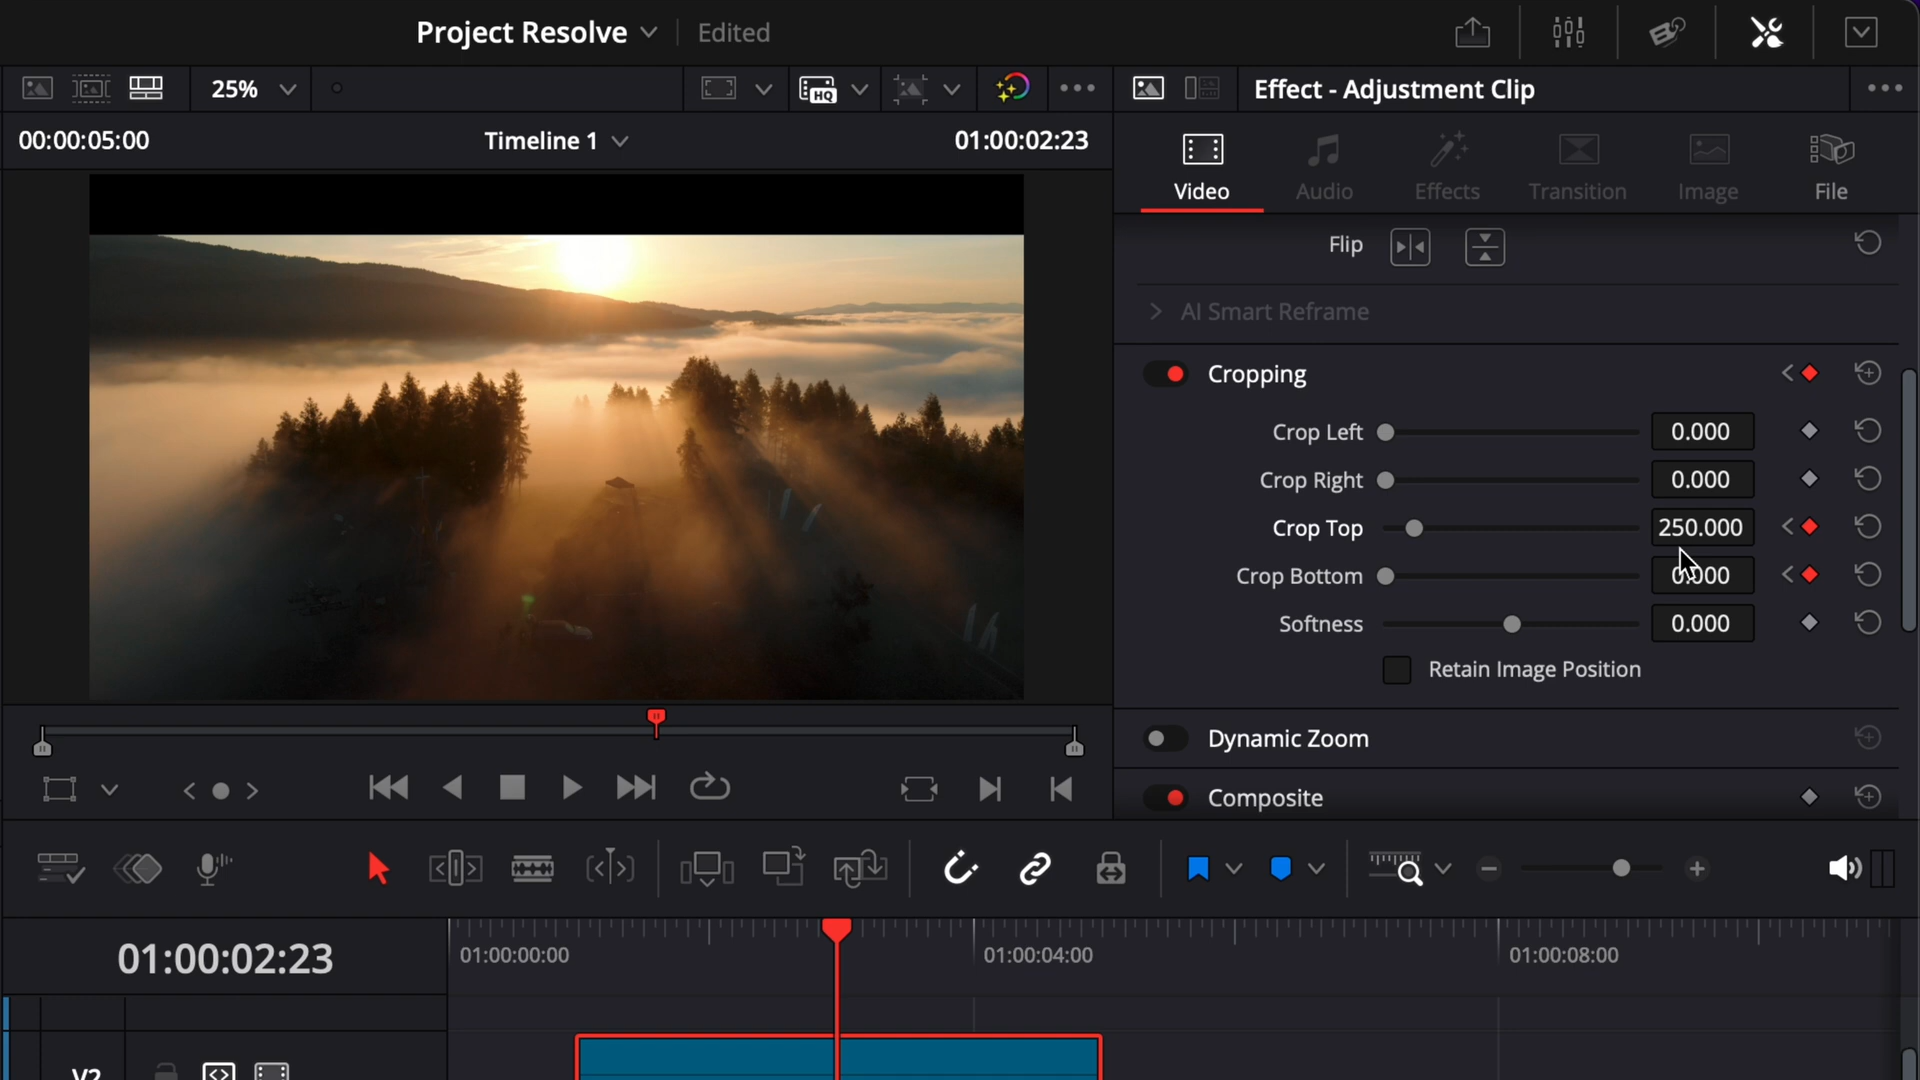 Project Resolve
Edited
25%
HQ
Effect - Adjustment Clip
00:00:05:00
Timeline 1
01:00:02:23
Video
Audio
Effects
Transition
Image
File
Flip
AI Smart Reframe
Cropping
Crop Left
0.000
Crop Right
0.000
Crop Top
250.000
Crop Bottom
0.000
Softness
0.000
Retain Image Position
Dynamic Zoom
Composite
01:00:02:23
01:00:00:00
01:00:04:00
01:00:08:00
V2